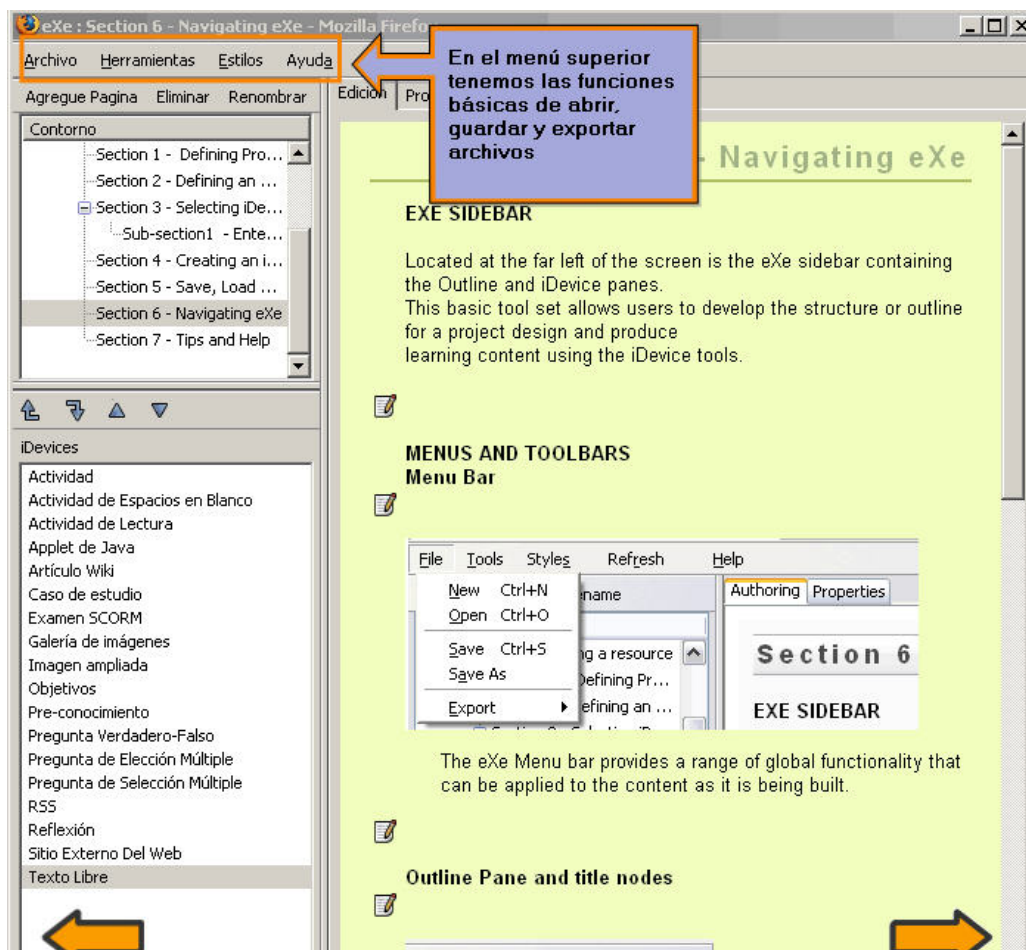 eXe : Section 6 - Navigating eXe - Mozilla Firefo
Archivo Herramientas Estilos Ayuda
En el menú superior
tenemos las funciones
básicas de abrir,
guardar y exportar
archivos
Agregue Pagina Eliminar Renombrar
Edición
Contorno
Section 1 - Defining Pro...
Section 2 - Defining an ...
Section 3 - Selecting iDe...
Sub-section1 - Ente...
Section 4 - Creating an i...
Section 5 - Save, Load ...
Section 6 - Navigating eXe
Section 7 - Tips and Help
iDevices
Actividad
Actividad de Espacios en Blanco
Actividad de Lectura
Applet de Java
Artículo Wiki
Caso de estudio
Examen SCORM
Galería de imágenes
Imagen ampliada
Objetivos
Pre-conocimiento
Pregunta Verdadero-Falso
Pregunta de Elección Múltiple
Pregunta de Selección Múltiple
RSS
Reflexión
Sitio Externo Del Web
Texto Libre
- Navigating eXe
EXE SIDEBAR
Located at the far left of the screen is the eXe sidebar containing
the Outline and iDevice panes.
This basic tool set allows users to develop the structure or outline
for a project design and produce
learning content using the iDevice tools.
MENUS AND TOOLBARS
Menu Bar
File Tools Styles Refresh Help
New Ctrl+N
Open Ctrl+O
Save Ctrl+S
Save As
Export
ename
ng a resource
Defining Pr...
efining an ...
Authoring Properties
Section 6
EXE SIDEBAR
The eXe Menu bar provides a range of global functionality that
can be applied to the content as it is being built.
Outline Pane and title nodes